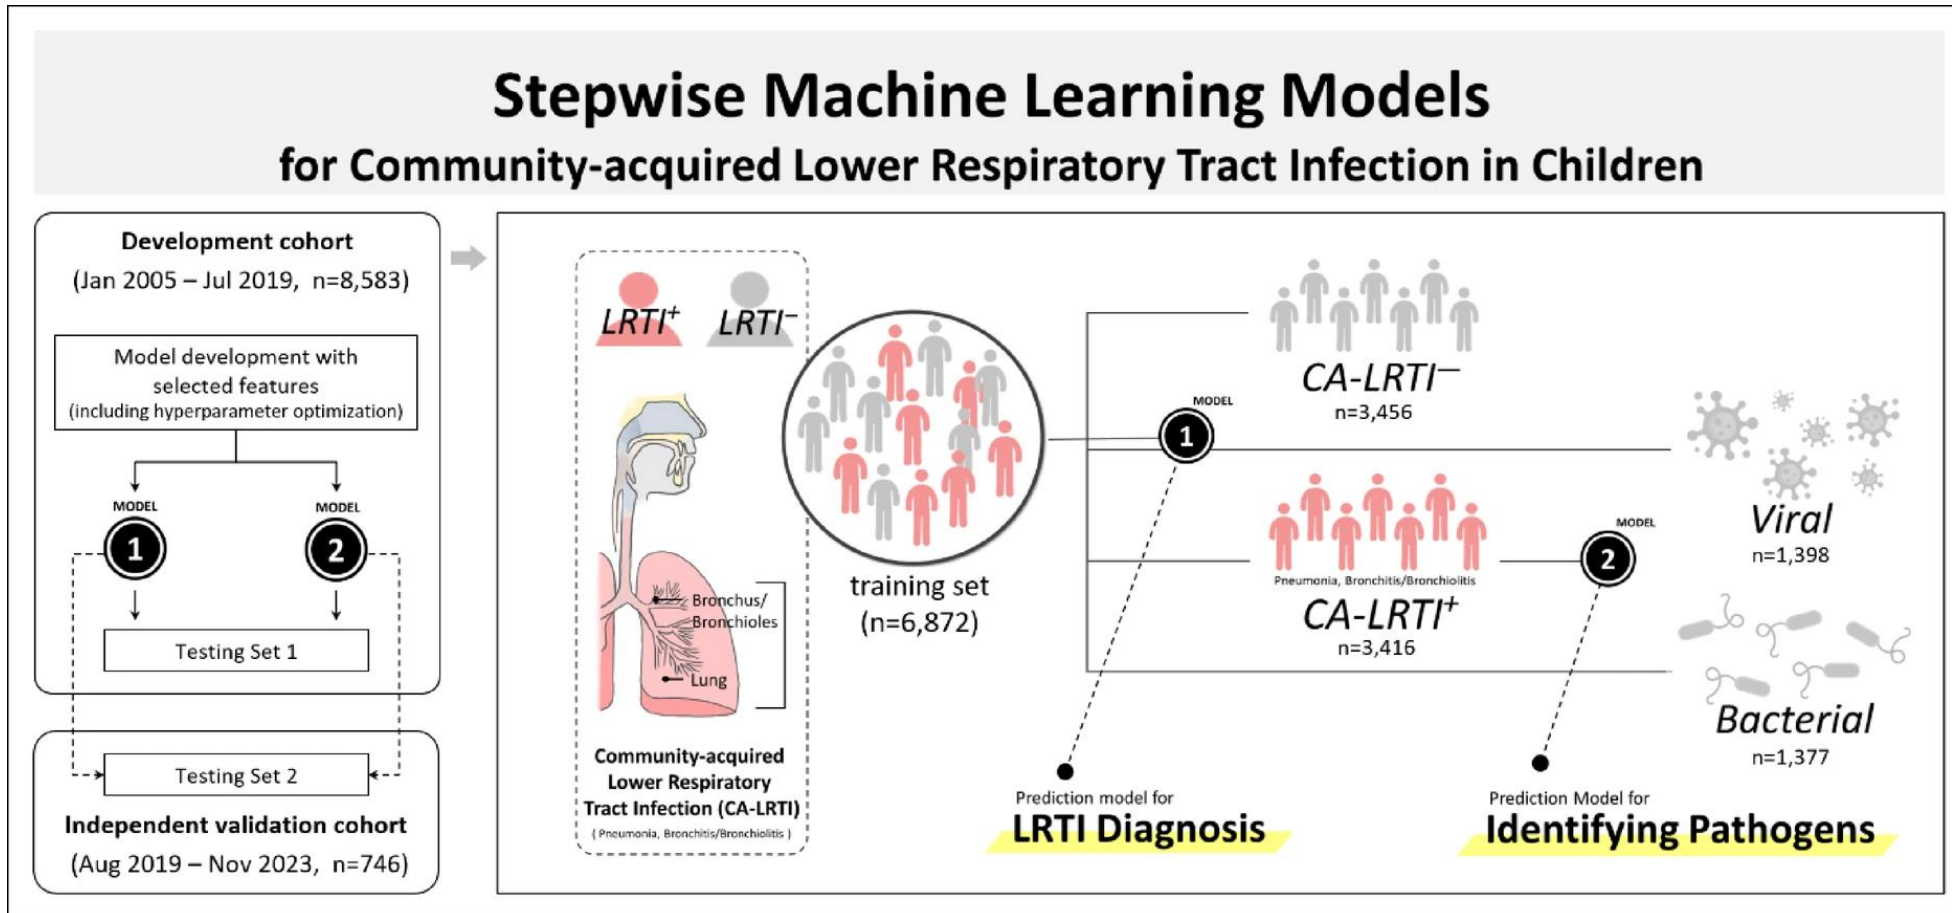 Stepwise Machine Learning Models
for Community-acquired Lower Respiratory Tract Infection in Children
Development cohort
(Jan 2005 – Jul 2019, n=8,583)
Model development with
selected features
(including hyperparameter optimization)
MODEL
1
MODEL
2
Testing Set 1
Testing Set 2
Independent validation cohort
(Aug 2019 – Nov 2023, n=746)
LRTI+
LRTI−
Bronchus/
Bronchioles
Lung
Community-acquired
Lower Respiratory
Tract Infection (CA-LRTI)
( Pneumonia, Bronchitis/Bronchiolitis )
training set
(n=6,872)
MODEL
1
CA-LRTI−
n=3,456
Pneumonia, Bronchitis/Bronchiolitis
CA-LRTI+
n=3,416
MODEL
2
Viral
n=1,398
Bacterial
n=1,377
Prediction model for
LRTI Diagnosis
Prediction Model for
Identifying Pathogens